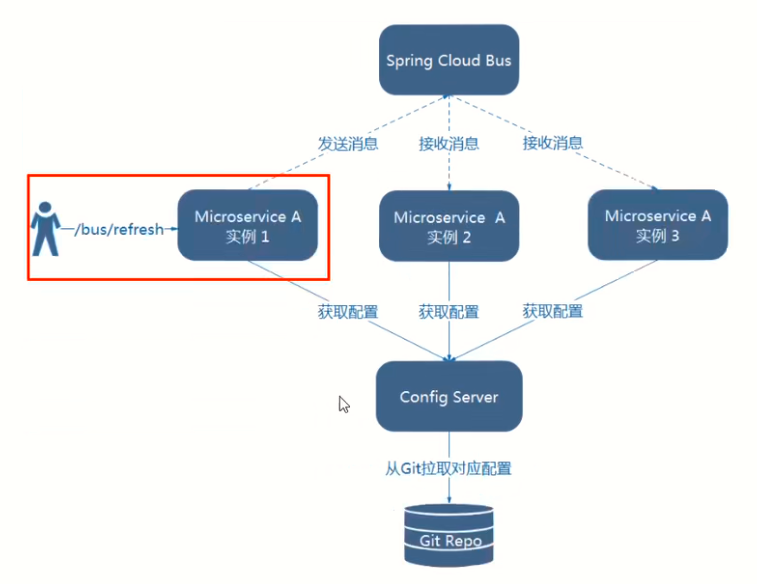 Spring Cloud Bus
发送消息
接收消息
接收消息
/bus/refresh
Microservice A
实例 1
Microservice A
实例 2
Microservice A
实例 3
获取配置
获取配置
获取配置
Config Server
从Git拉取对应配置
Git Repo